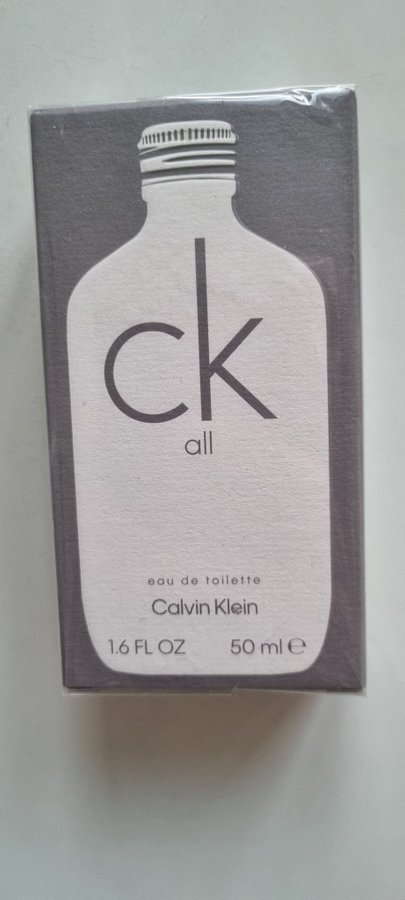 ck
all
eau de toilette
Calvin Klein
1.6 FL OZ 50 ml ℮